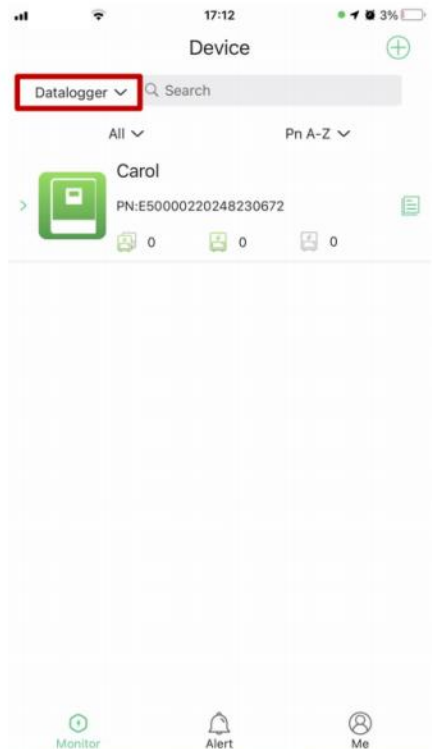 17:12 3%
Device
Datalogger Search
All Pn A-Z
Carol
PN:E50000220248230672
0 0 0
Monitor Alert Me